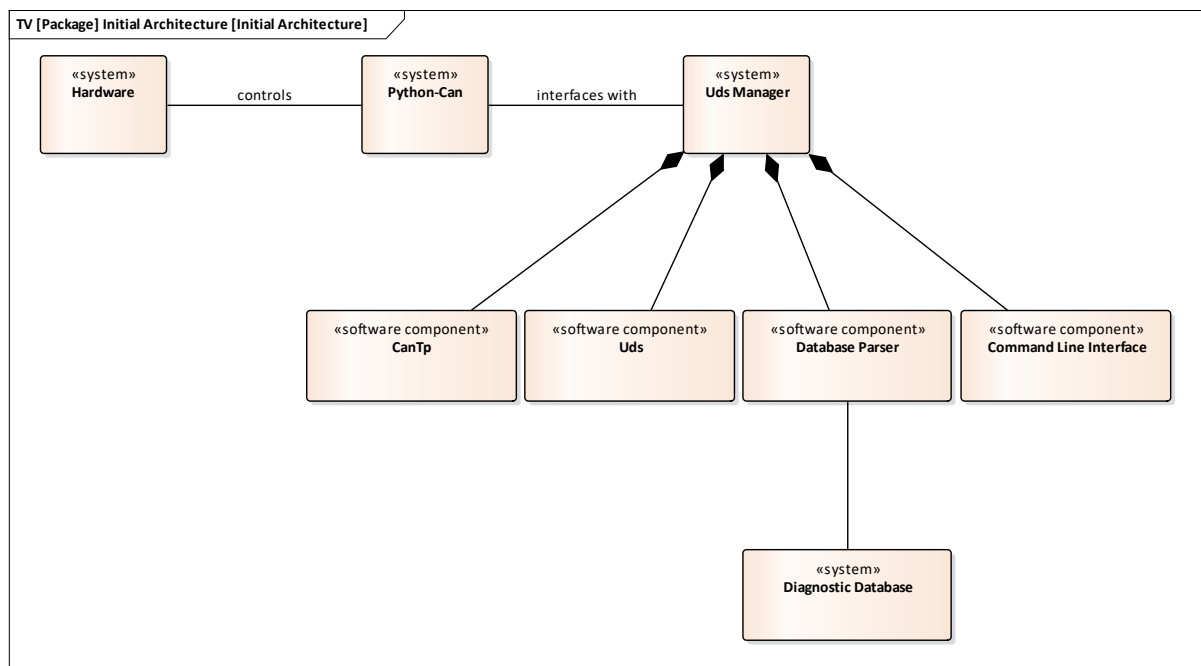 TV [Package] Initial Architecture [Initial Architecture]
«system»
Hardware
controls
«system»
Python-Can
interfaces with
«system»
Uds Manager
«software component»
CanTp
«software component»
Uds
«software component»
Database Parser
«software component»
Command Line Interface
«system»
Diagnostic Database